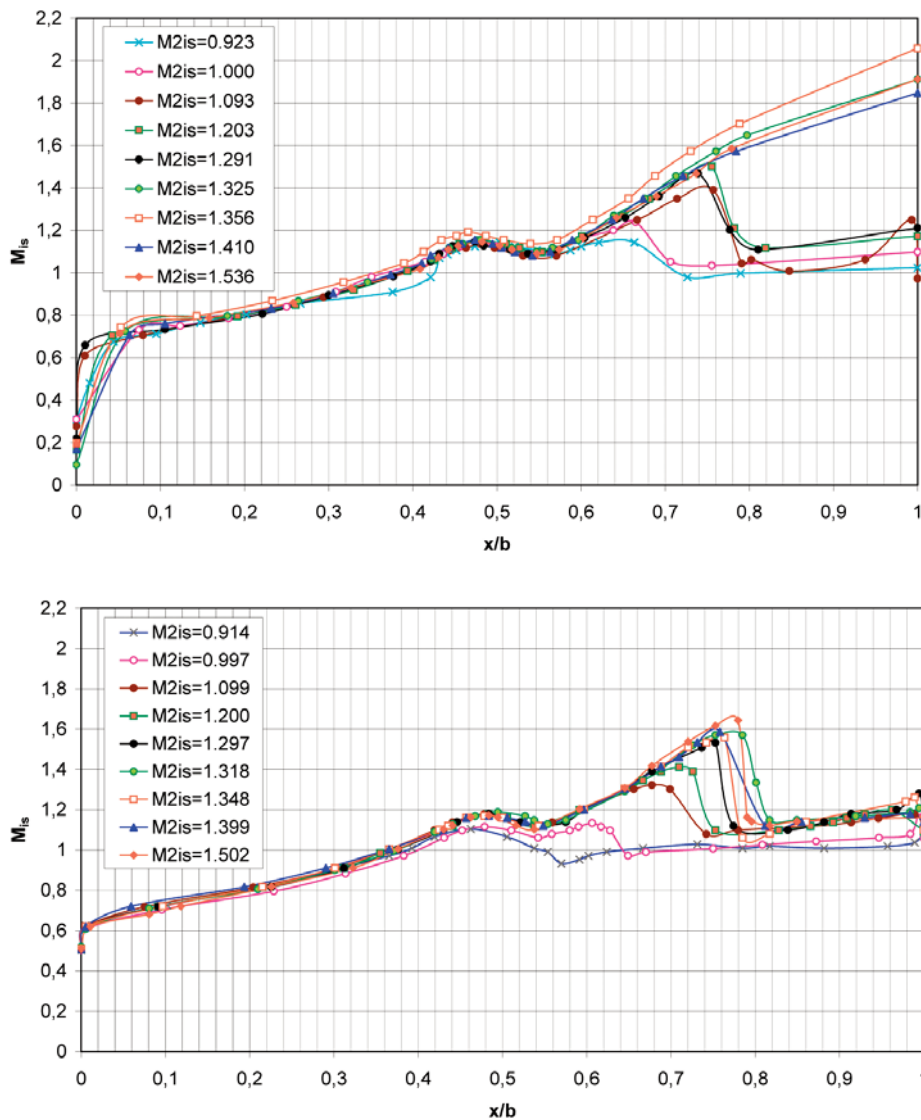 2,2
2
1,8
1,6
1,4
1,2
1
0,8
0,6
0,4
0,2
0
M2is=0.923
M2is=1.000
M2is=1.093
M2is=1.203
M2is=1.291
M2is=1.325
M2is=1.356
M2is=1.410
M2is=1.536
Mis
0 0,1 0,2 0,3 0,4 0,5 0,6 0,7 0,8 0,9 1
x/b
2,2
2
1,8
1,6
1,4
1,2
1
0,8
0,6
0,4
0,2
0
M2is=0.914
M2is=0.997
M2is=1.099
M2is=1.200
M2is=1.297
M2is=1.318
M2is=1.348
M2is=1.399
M2is=1.502
Mis
0 0,1 0,2 0,3 0,4 0,5 0,6 0,7 0,8 0,9
x/b